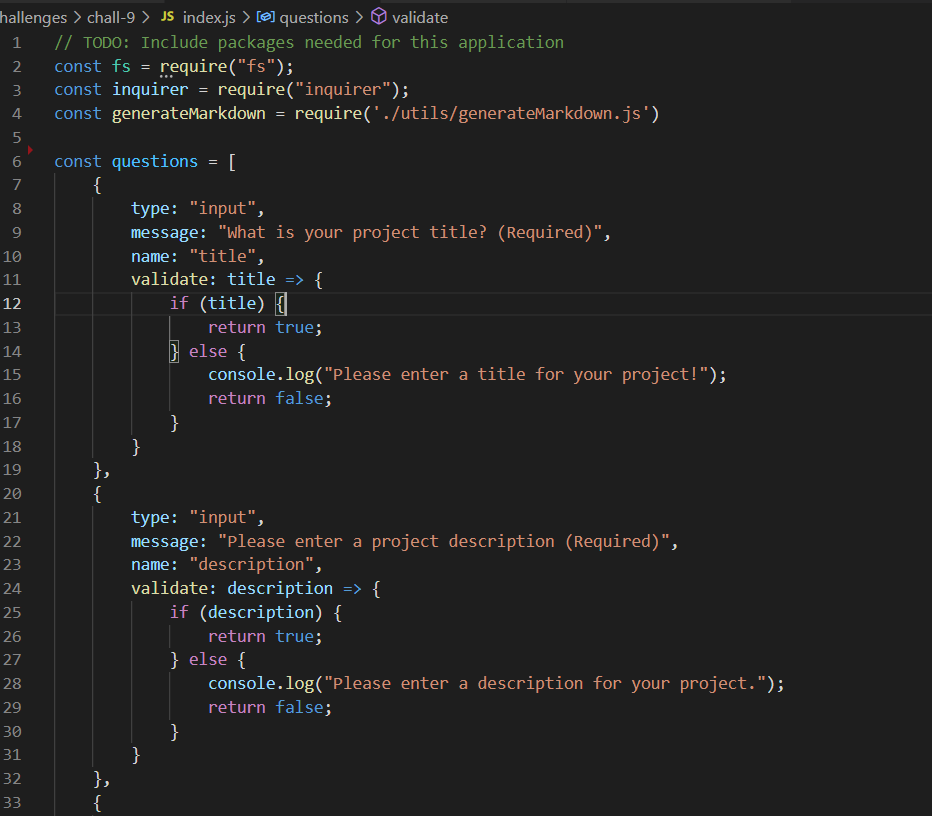 hallenges > chall-9 > JS index.js > questions > validate
1 // TODO: Include packages needed for this application
2 const fs = require("fs");
3 const inquirer = require("inquirer");
4 const generateMarkdown = require('./utils/generateMarkdown.js')
5
6 const questions = [
7     {
8         type: "input",
9         message: "What is your project title? (Required)",
10         name: "title",
11         validate: title => {
12             if (title) {
13                 return true;
14             } else {
15                 console.log("Please enter a title for your project!");
16                 return false;
17             }
18         }
19     },
20     {
21         type: "input",
22         message: "Please enter a project description (Required)",
23         name: "description",
24         validate: description => {
25             if (description) {
26                 return true;
27             } else {
28                 console.log("Please enter a description for your project.");
29                 return false;
30             }
31         }
32     },
33     {